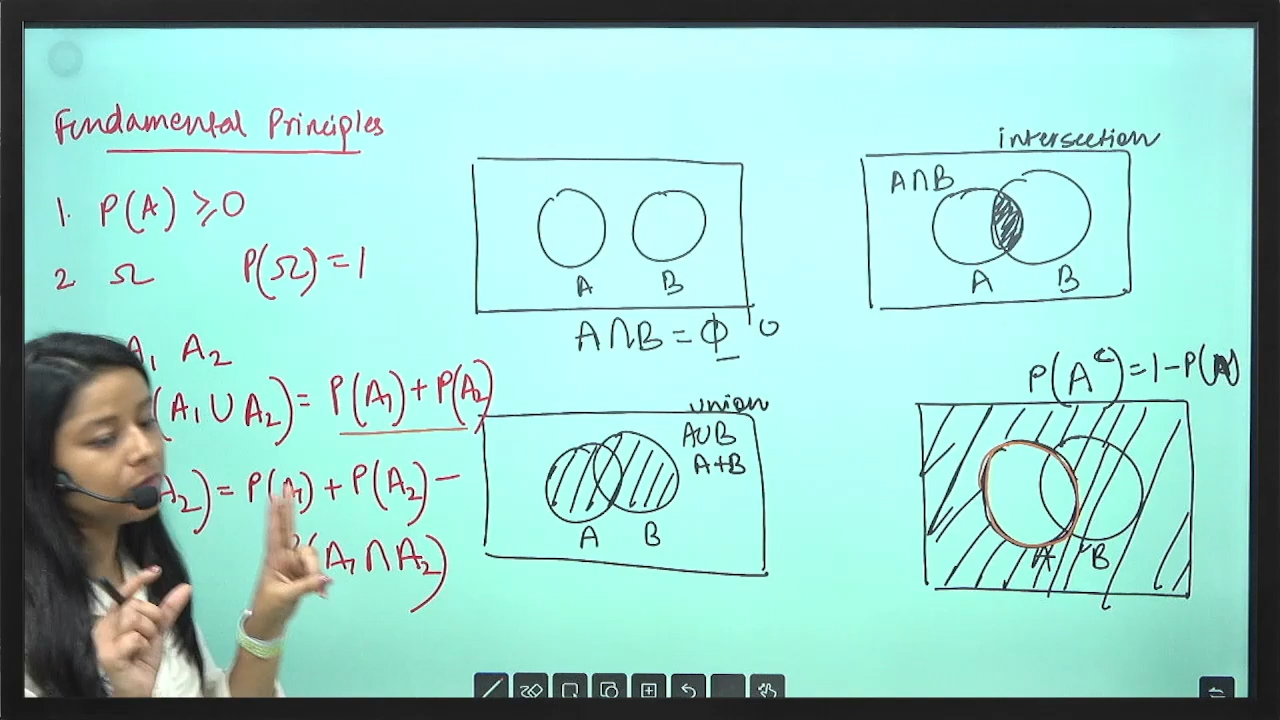 Fundamental Principles
1. P(A) ≥ 0
2 Ω P(Ω) = 1
A₁ A₂
(A₁ ∪ A₂) = P(A₁) + P(A₂)
A₂) = P(A₁) + P(A₂) −
(A₁ ∩ A₂)
A B
A∩B = Φ 0
intersection
A∩B
A B
union
A∪B
A+B
A B
P(Aᶜ) = 1 − P(A)
A B